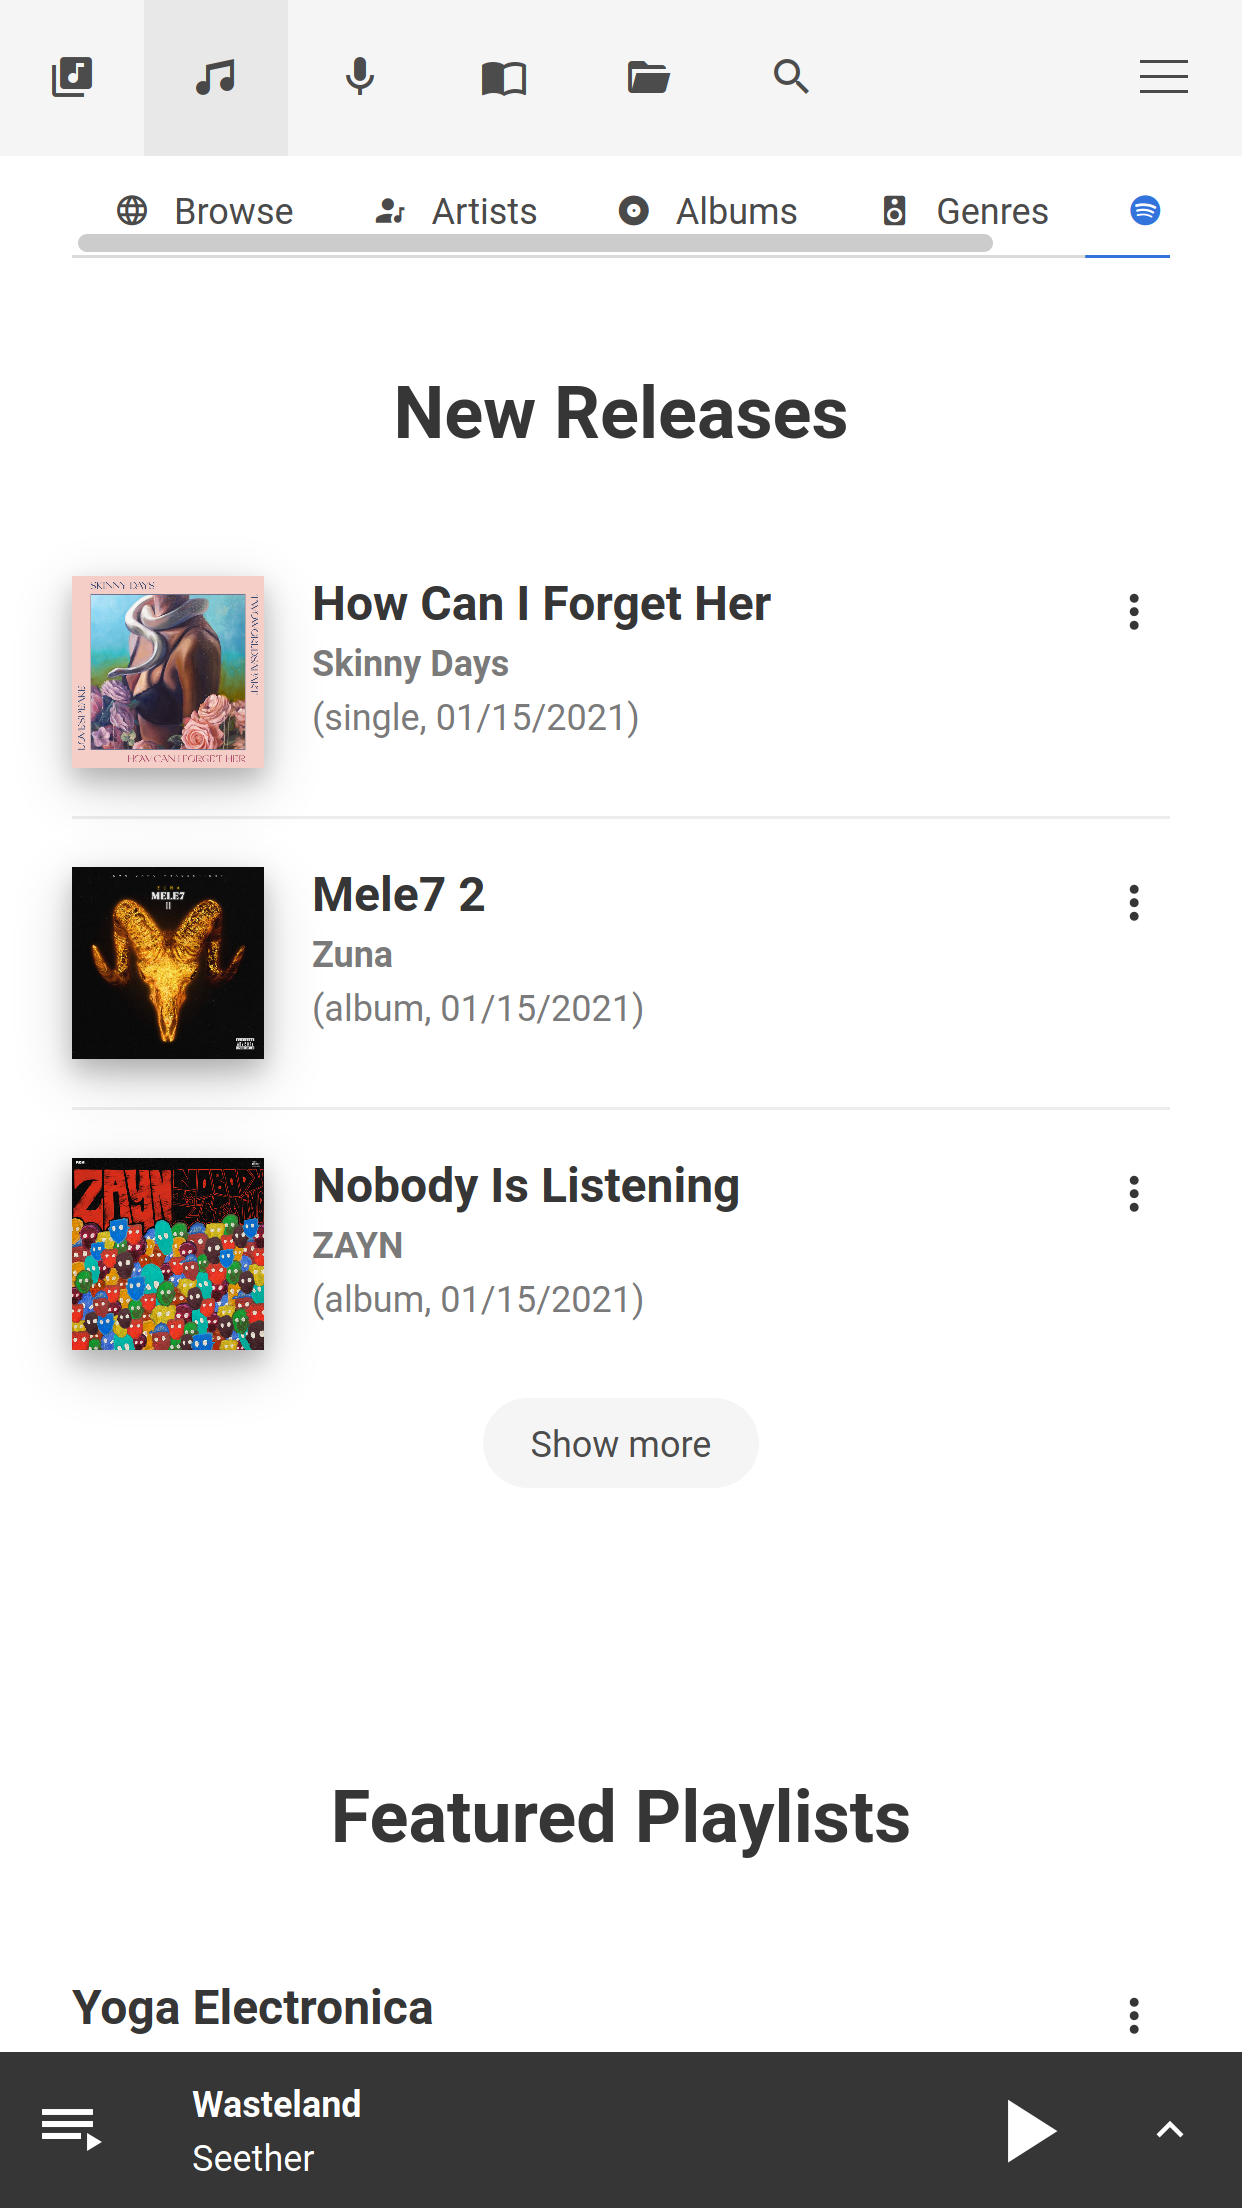 Browse
Artists
Albums
Genres
New Releases
SKINNY DAYS
LOVESPEAKE
HOW CAN I FORGET HER
How Can I Forget Her
Skinny Days
(single, 01/15/2021)
ZUNA
MELE7
II
Mele7 2
Zuna
(album, 01/15/2021)
ZAYN
NOBODY
Nobody Is Listening
ZAYN
(album, 01/15/2021)
Show more
Featured Playlists
Yoga Electronica
Wasteland
Seether